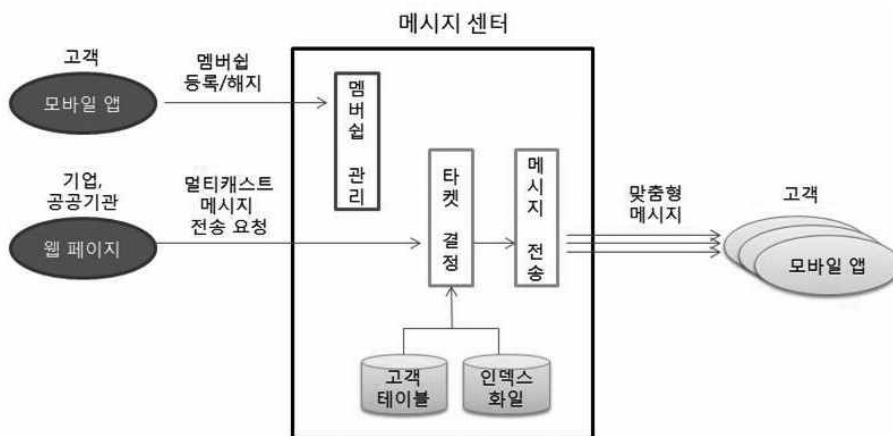 메시지 센터
고객
모바일 앱
멤버쉽
등록/해지
멤버쉽 관리
기업,
공공기관
웹 페이지
멀티캐스트
메시지
전송 요청
타켓 결정
메시지 전송
맞춤형
메시지
고객
모바일 앱
고객
테이블
인덱스
화일